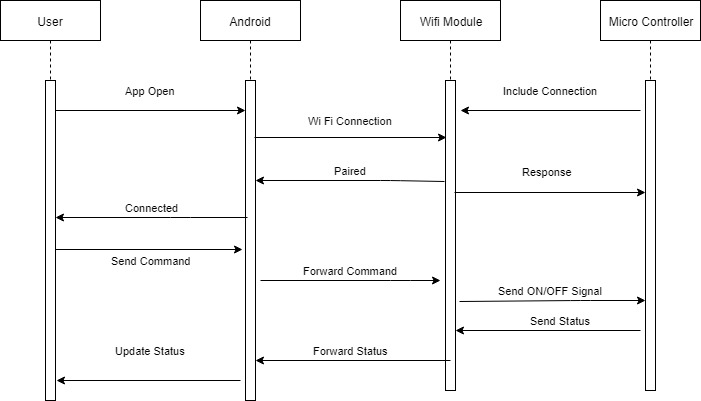 User
Android
Wifi Module
Micro Controller
App Open
Include Connection
Wi Fi Connection
Paired
Response
Connected
Send Command
Forward Command
Send ON/OFF Signal
Send Status
Update Status
Forward Status